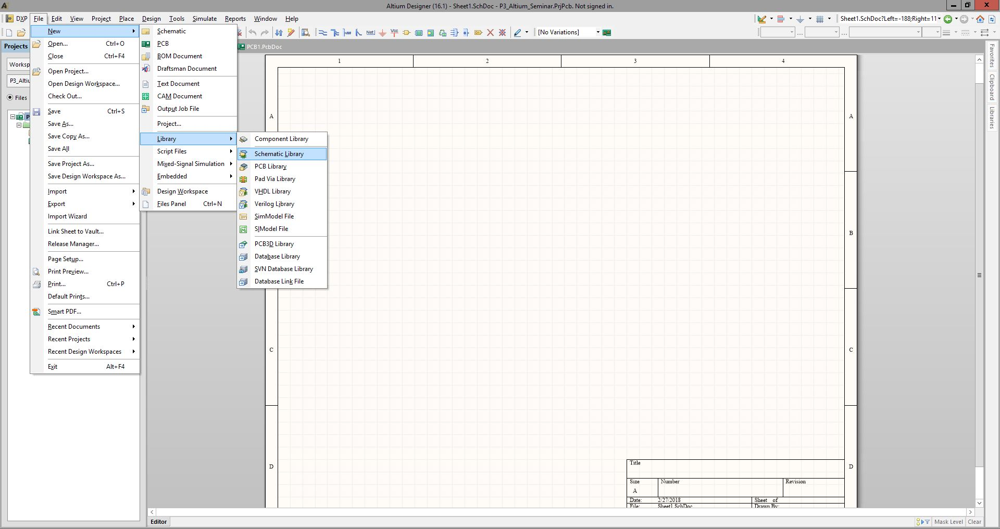 Altium Designer (16.1) - Sheet1.SchDoc - P3_Altium_Seminar.PrjPcb. Not signed in.
DXP File Edit View Project Place Design Tools Simulate Reports Window Help
Sheet1.SchDoc?Left=-188;Right=11
Net Vcc D1 [No Variations] ... ...
Projects
PCB1.PcbDoc
Worksp
P3_Altiu
Files
P
New
Open... Ctrl+O
Close Ctrl+F4
Open Project...
Open Design Workspace...
Check Out...
Save Ctrl+S
Save As...
Save Copy As...
Save All
Save Project As...
Save Design Workspace As...
Import
Export
Import Wizard
Link Sheet to Vault...
Release Manager...
Page Setup...
Print Preview...
Print... Ctrl+P
Default Prints...
Smart PDF...
Recent Documents
Recent Projects
Recent Design Workspaces
Exit Alt+F4
Schematic
PCB
BOM Document
Draftsman Document
Text Document
CAM Document
Output Job File
Project...
Library
Script Files
Mixed-Signal Simulation
Embedded
Design Workspace
Files Panel Ctrl+N
Component Library
Schematic Library
PCB Library
Pad Via Library
VHDL Library
Verilog Library
SimModel File
SIModel File
PCB3D Library
Database Library
SVN Database Library
Database Link File
1 2 3 4
A A
B
C C
D D
Title
Size Number Revision
A
Date: 2/27/2018 Sheet of
File: Sheet1.SchDoc Drawn By:
Favorites
Clipboard
Libraries
Editor
Mask Level Clear